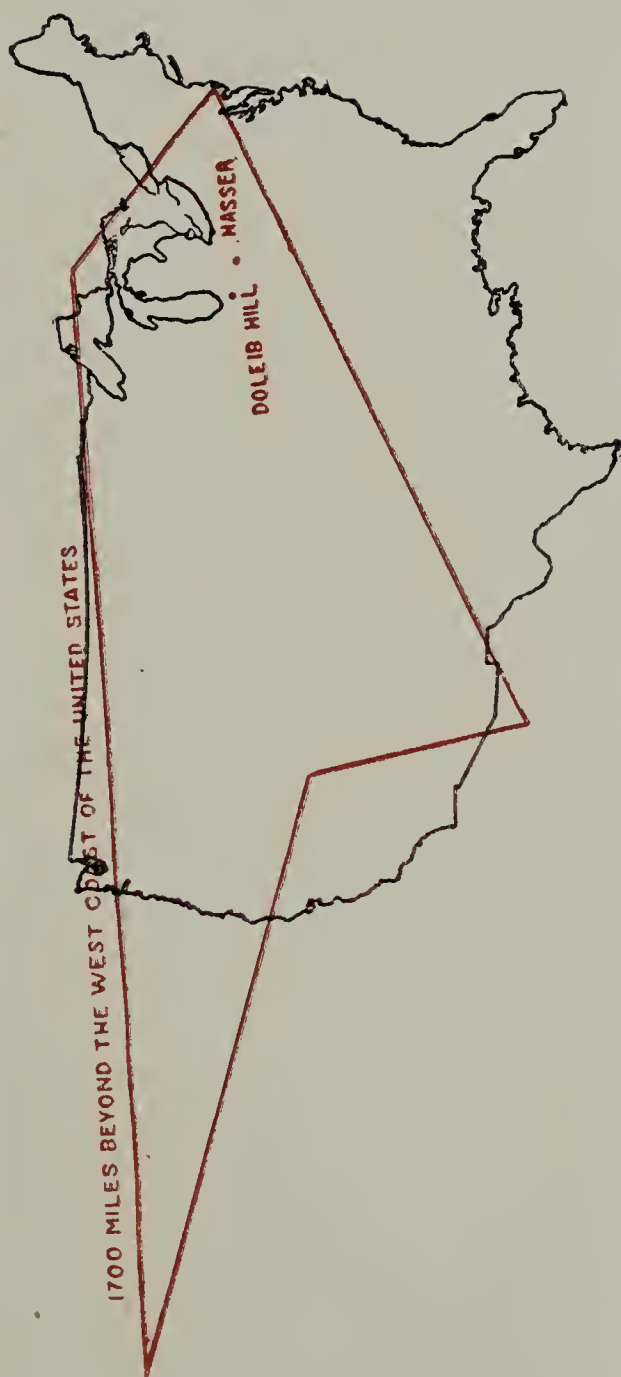 1700 MILES BEYOND THE WEST COAST OF THE UNITED STATES
DOLEIB HILL
NASSER